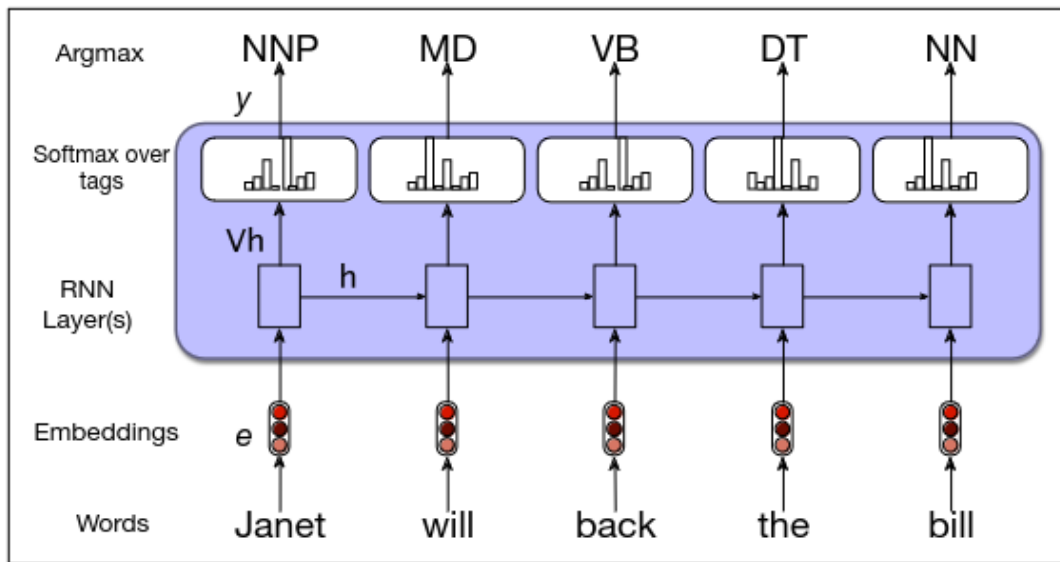 Argmax NNP MD VB DT NN
y
Softmax over
tags
Vh
h
RNN
Layer(s)
Embeddings e
Words Janet will back the bill